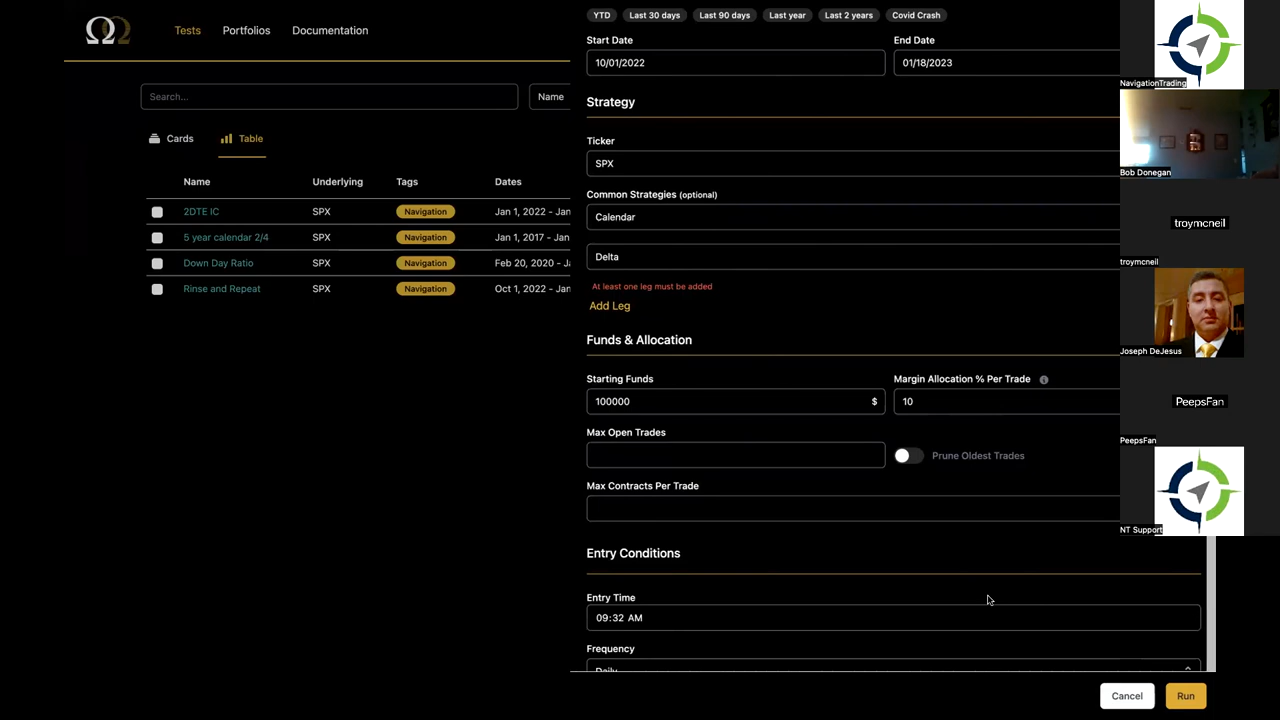 Tests Portfolios Documentation
Search...
Name
Cards Table
Name Underlying Tags Dates
2DTE IC SPX Navigation Jan 1, 2022 - Jan
5 year calendar 2/4 SPX Navigation Jan 1, 2017 - Jan
Down Day Ratio SPX Navigation Feb 20, 2020 - Jan
Rinse and Repeat SPX Navigation Oct 1, 2022 - Jan
YTD Last 30 days Last 90 days Last year Last 2 years Covid Crash
Start Date End Date
10/01/2022 01/18/2023
Strategy
Ticker
SPX
Common Strategies (optional)
Calendar
Delta
At least one leg must be added
Add Leg
Funds & Allocation
Starting Funds Margin Allocation % Per Trade
100000 $ 10
Max Open Trades
Prune Oldest Trades
Max Contracts Per Trade
Entry Conditions
Entry Time
09:32 AM
Frequency
Daily
Cancel Run
NavigationTrading
Bob Donegan
troymcneil
troymcneil
Joseph DeJesus
PeepsFan
PeepsFan
NT Support